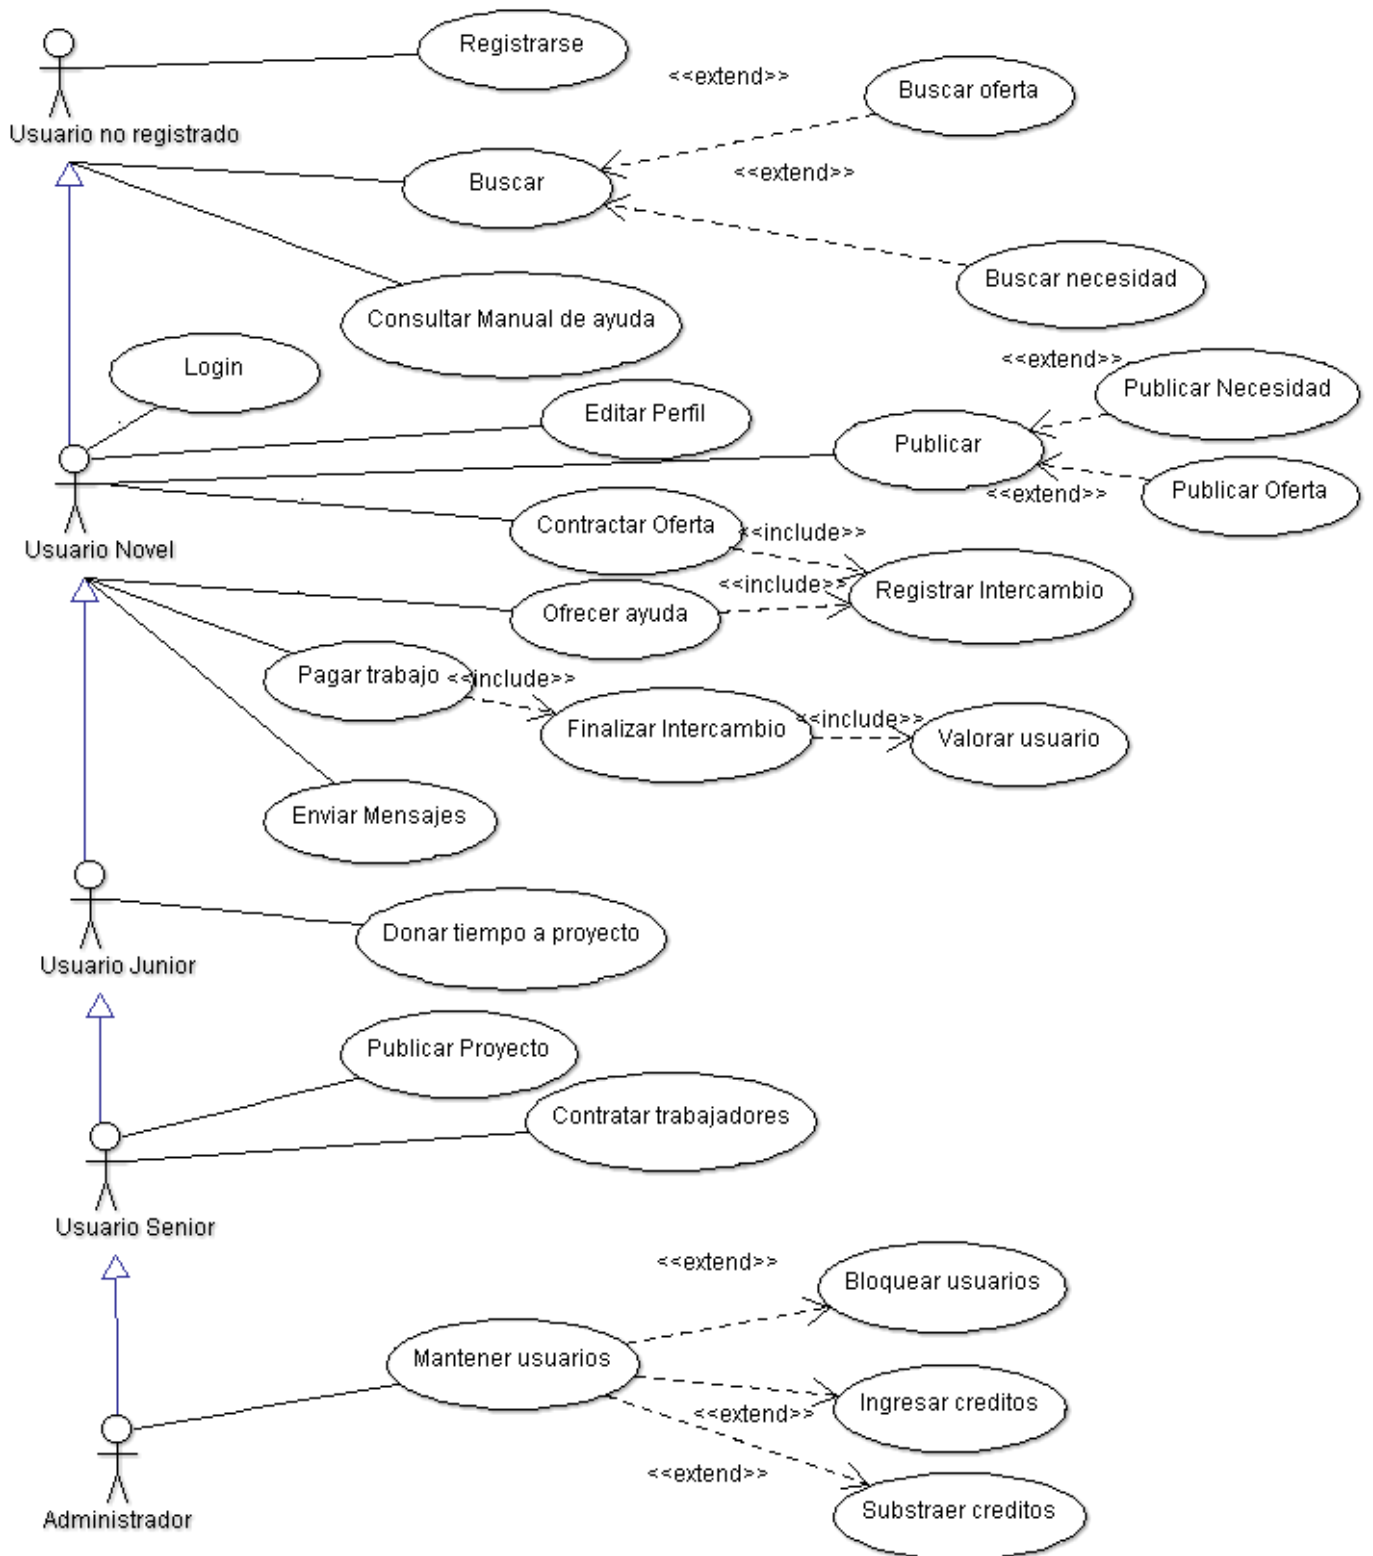 Registrarse
<<extend>>
Buscar oferta
Usuario no registrado
Buscar
<<extend>>
Buscar necesidad
Consultar Manual de ayuda
Login
<<extend>>
Publicar Necesidad
Editar Perfil
Publicar
<<extend>>
Publicar Oferta
Contractar Oferta
<<include>>
Usuario Novel
<<include>>
Registrar Intercambio
Ofrecer ayuda
Pagar trabajo
<<include>>
Finalizar Intercambio
<<include>>
Valorar usuario
Enviar Mensajes
Donar tiempo a proyecto
Usuario Junior
Publicar Proyecto
Contratar trabajadores
Usuario Senior
<<extend>>
Bloquear usuarios
Mantener usuarios
<<extend>>
Ingresar creditos
<<extend>>
Substraer creditos
Administrador